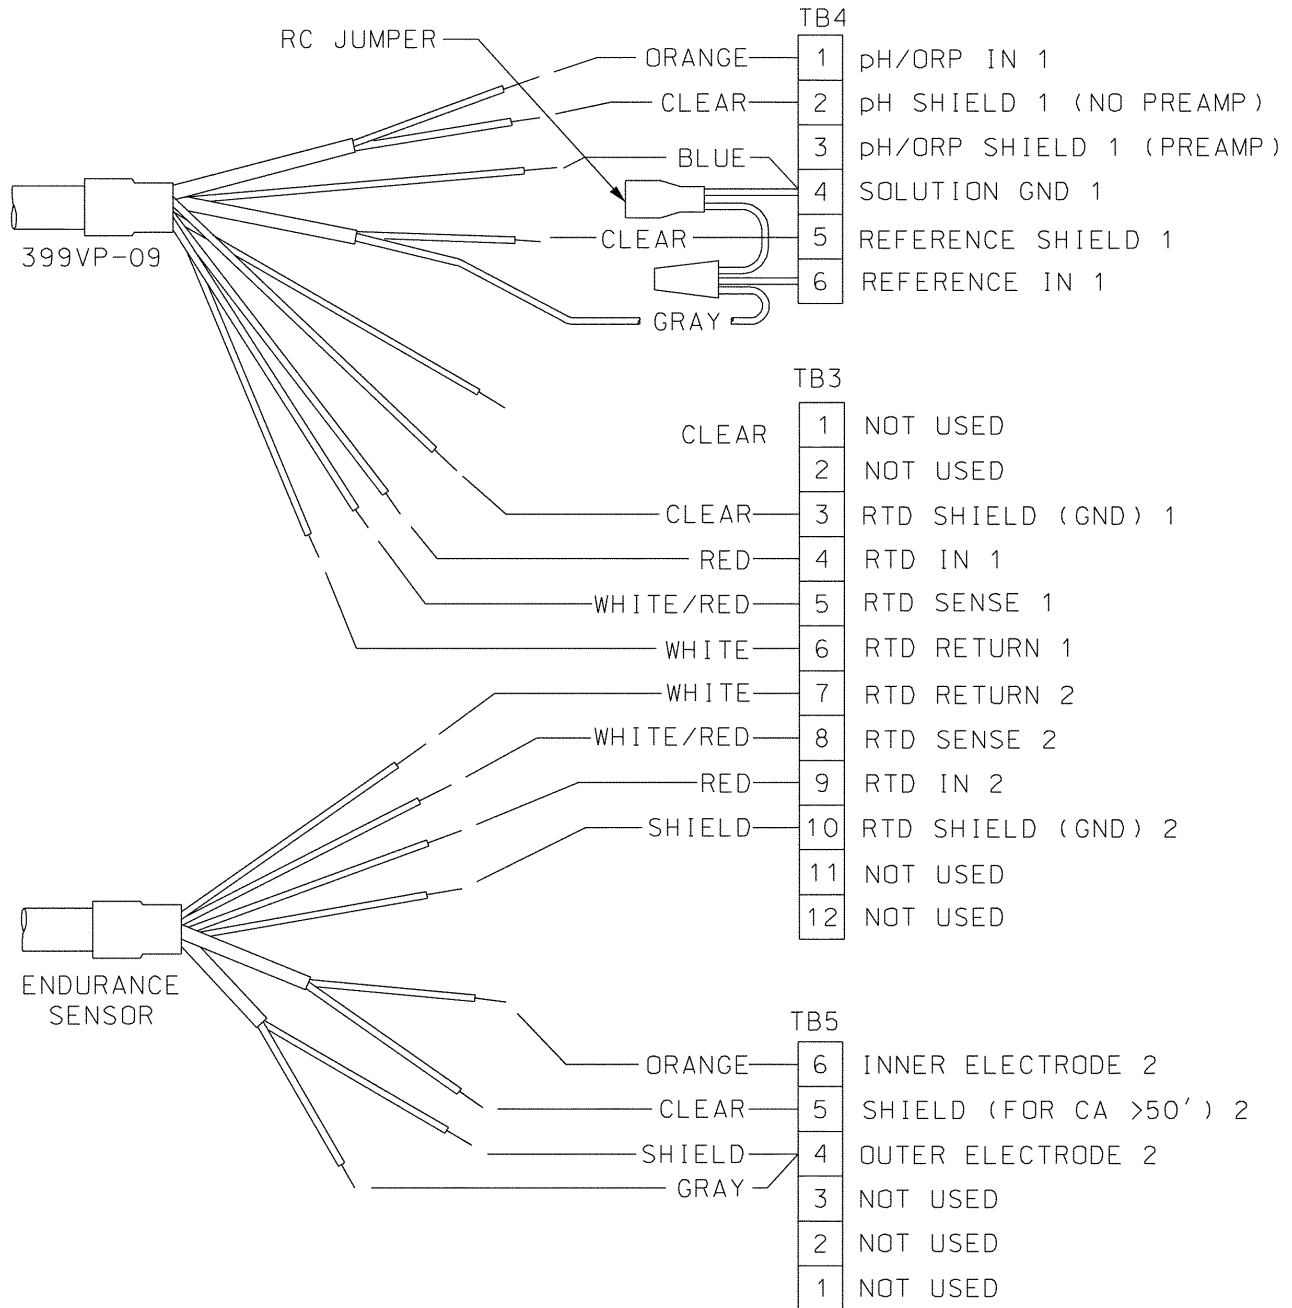 TB4
RC JUMPER
ORANGE 1 pH/ORP IN 1
CLEAR 2 pH SHIELD 1 (NO PREAMP)
3 pH/ORP SHIELD 1 (PREAMP)
BLUE
4 SOLUTION GND 1
CLEAR 5 REFERENCE SHIELD 1
399VP-09
6 REFERENCE IN 1
GRAY
TB3
CLEAR 1 NOT USED
2 NOT USED
CLEAR 3 RTD SHIELD (GND) 1
RED 4 RTD IN 1
WHITE/RED 5 RTD SENSE 1
WHITE 6 RTD RETURN 1
WHITE 7 RTD RETURN 2
WHITE/RED 8 RTD SENSE 2
RED 9 RTD IN 2
SHIELD 10 RTD SHIELD (GND) 2
11 NOT USED
12 NOT USED
ENDURANCE
SENSOR
TB5
ORANGE 6 INNER ELECTRODE 2
CLEAR 5 SHIELD (FOR CA >50') 2
SHIELD 4 OUTER ELECTRODE 2
GRAY
3 NOT USED
2 NOT USED
1 NOT USED